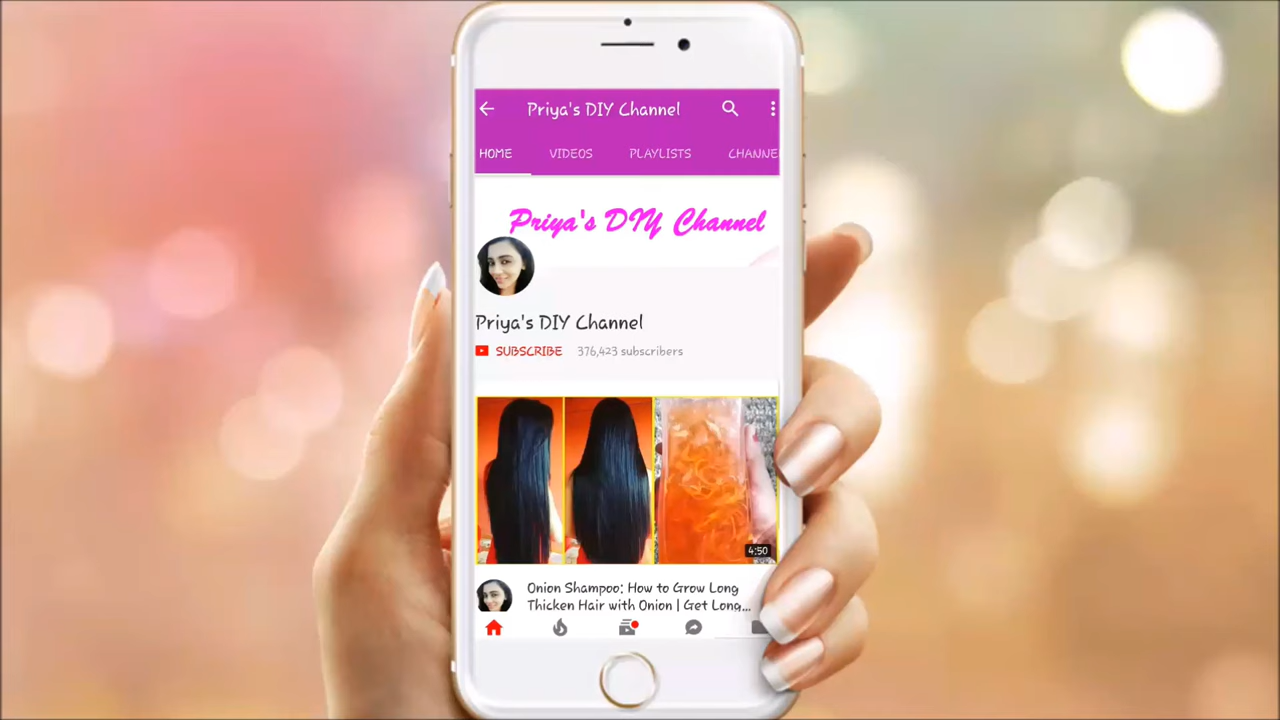 Priya's DIY Channel
HOME VIDEOS PLAYLISTS CHANNE
Priya's DIY Channel
Priya's DIY Channel
SUBSCRIBE 376,423 subscribers
4:50
Onion Shampoo: How to Grow Long
Thicken Hair with Onion | Get Long...